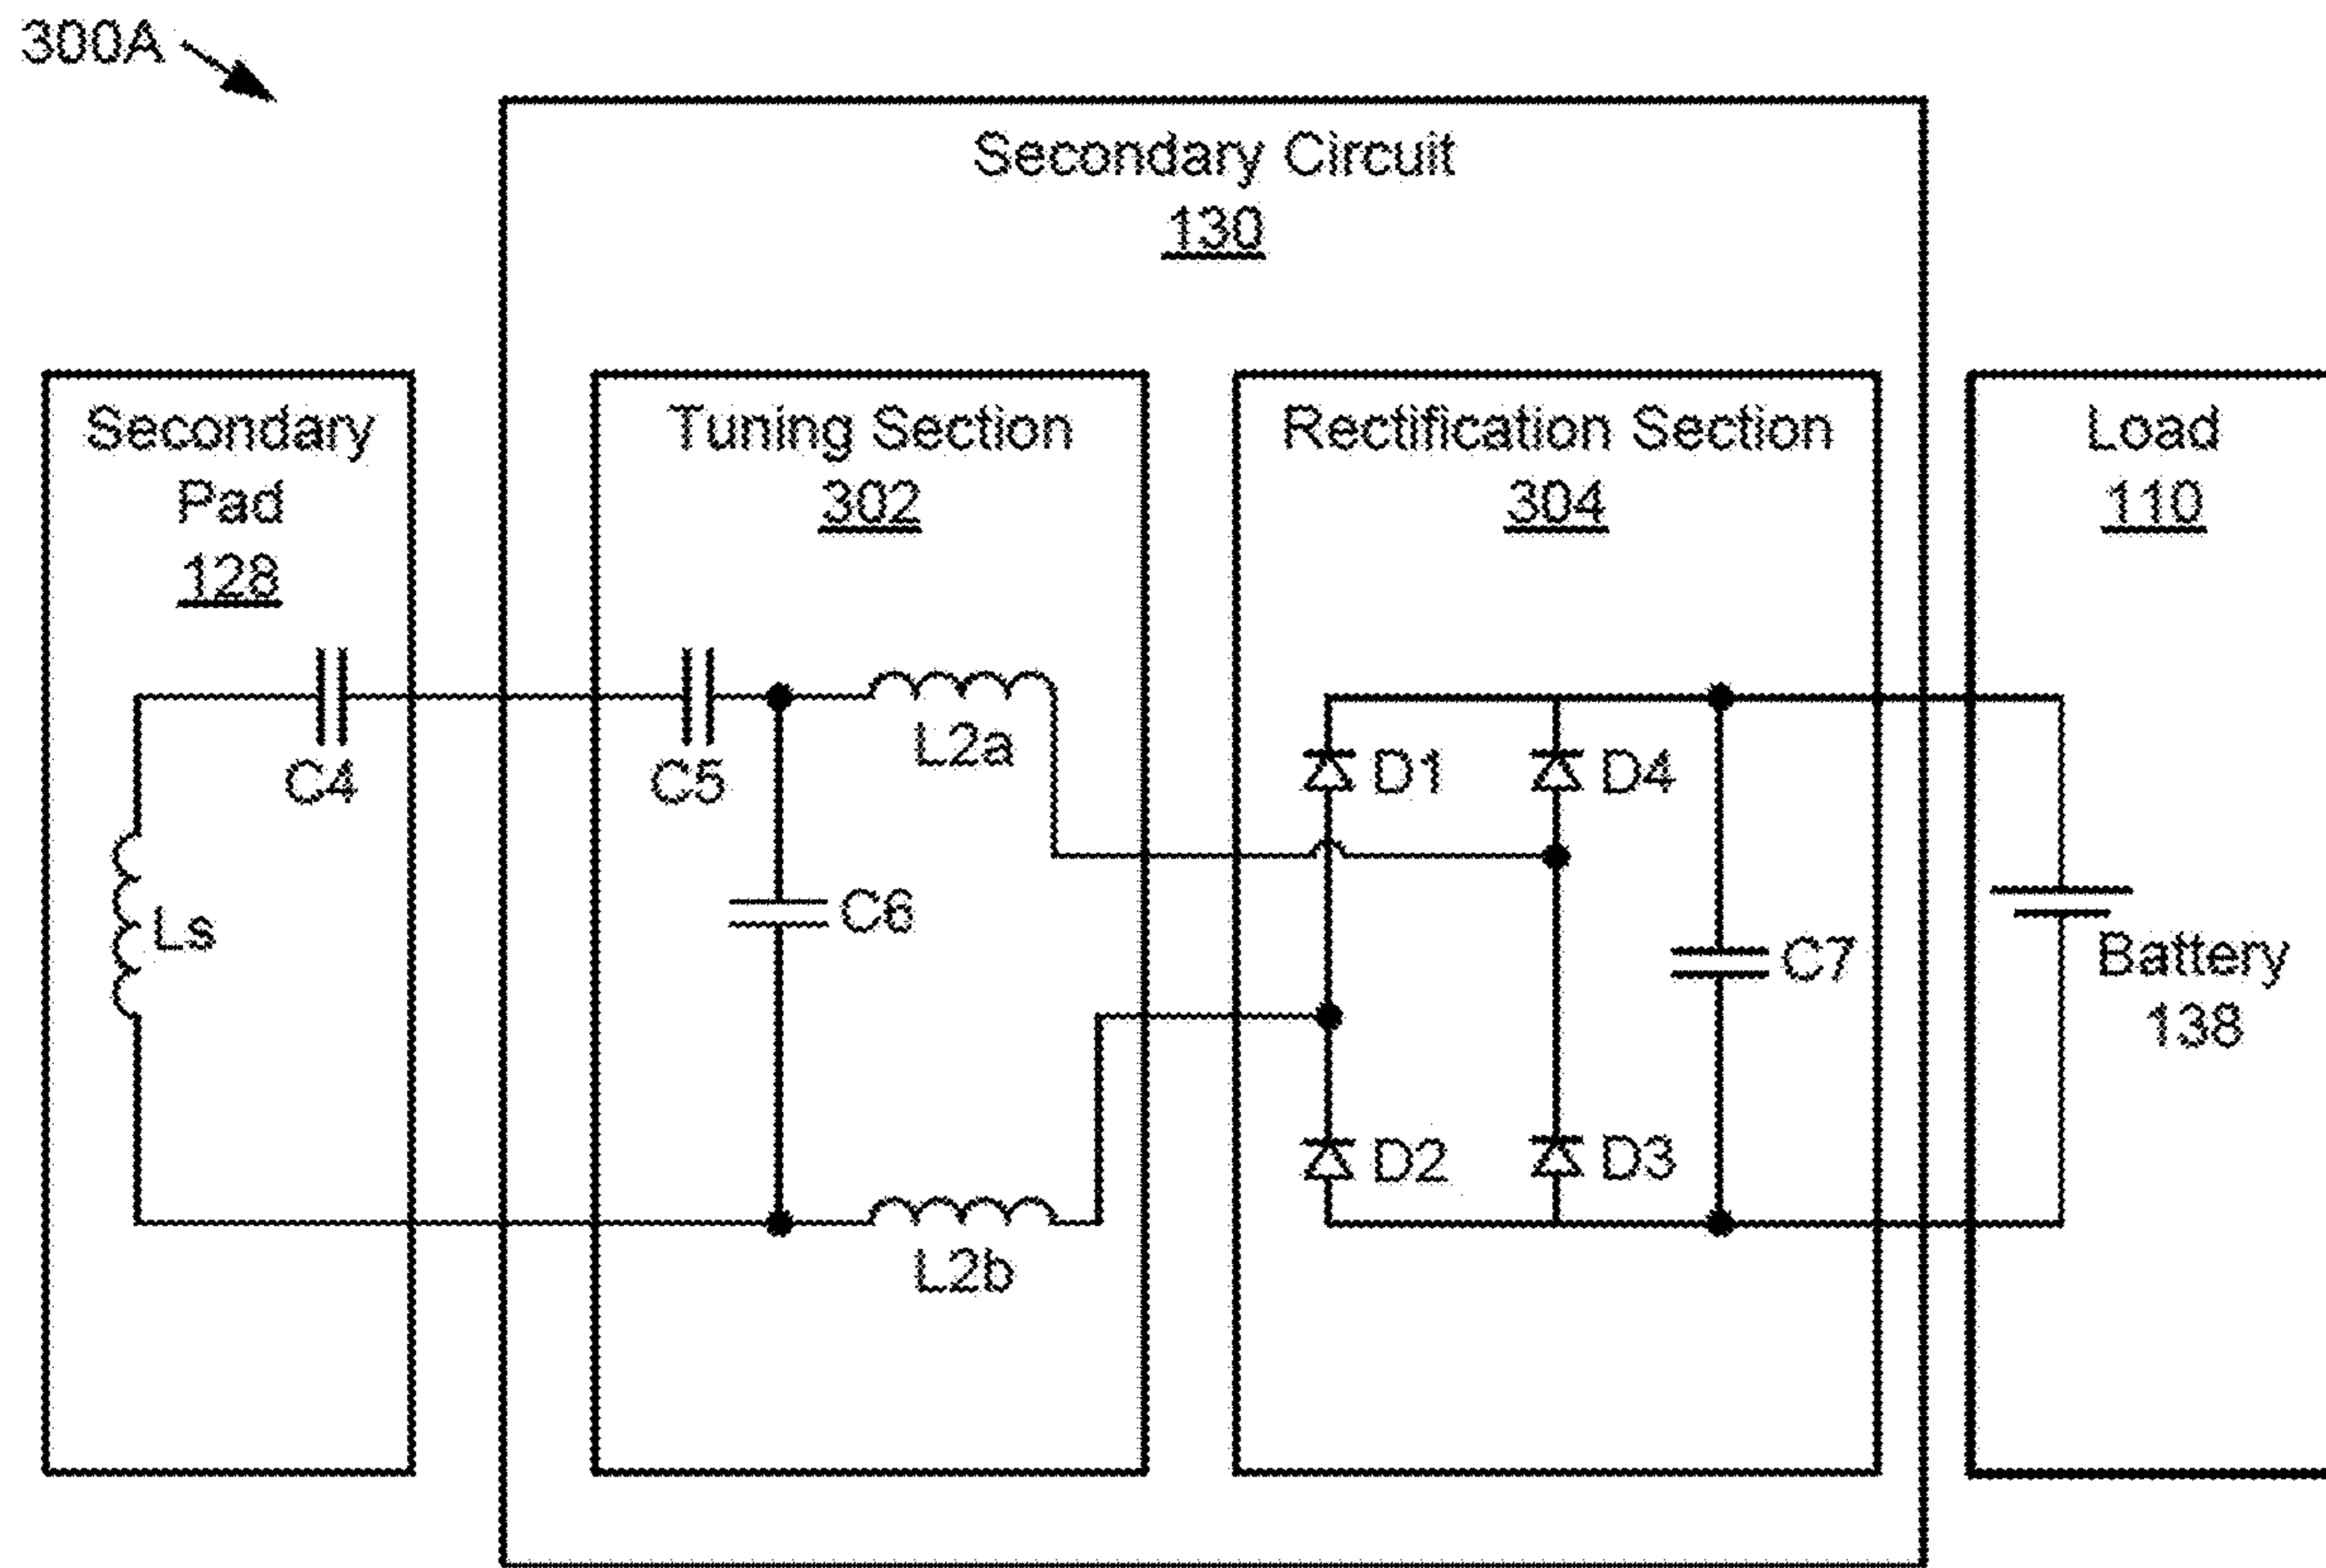 300A
Secondary Circuit
130
Secondary
Pad
128
Tuning Section
302
Rectification Section
304
Load
110
C4
Ls
C5
L2a
C6
L2b
D1
D4
D2
D3
C7
Battery
138